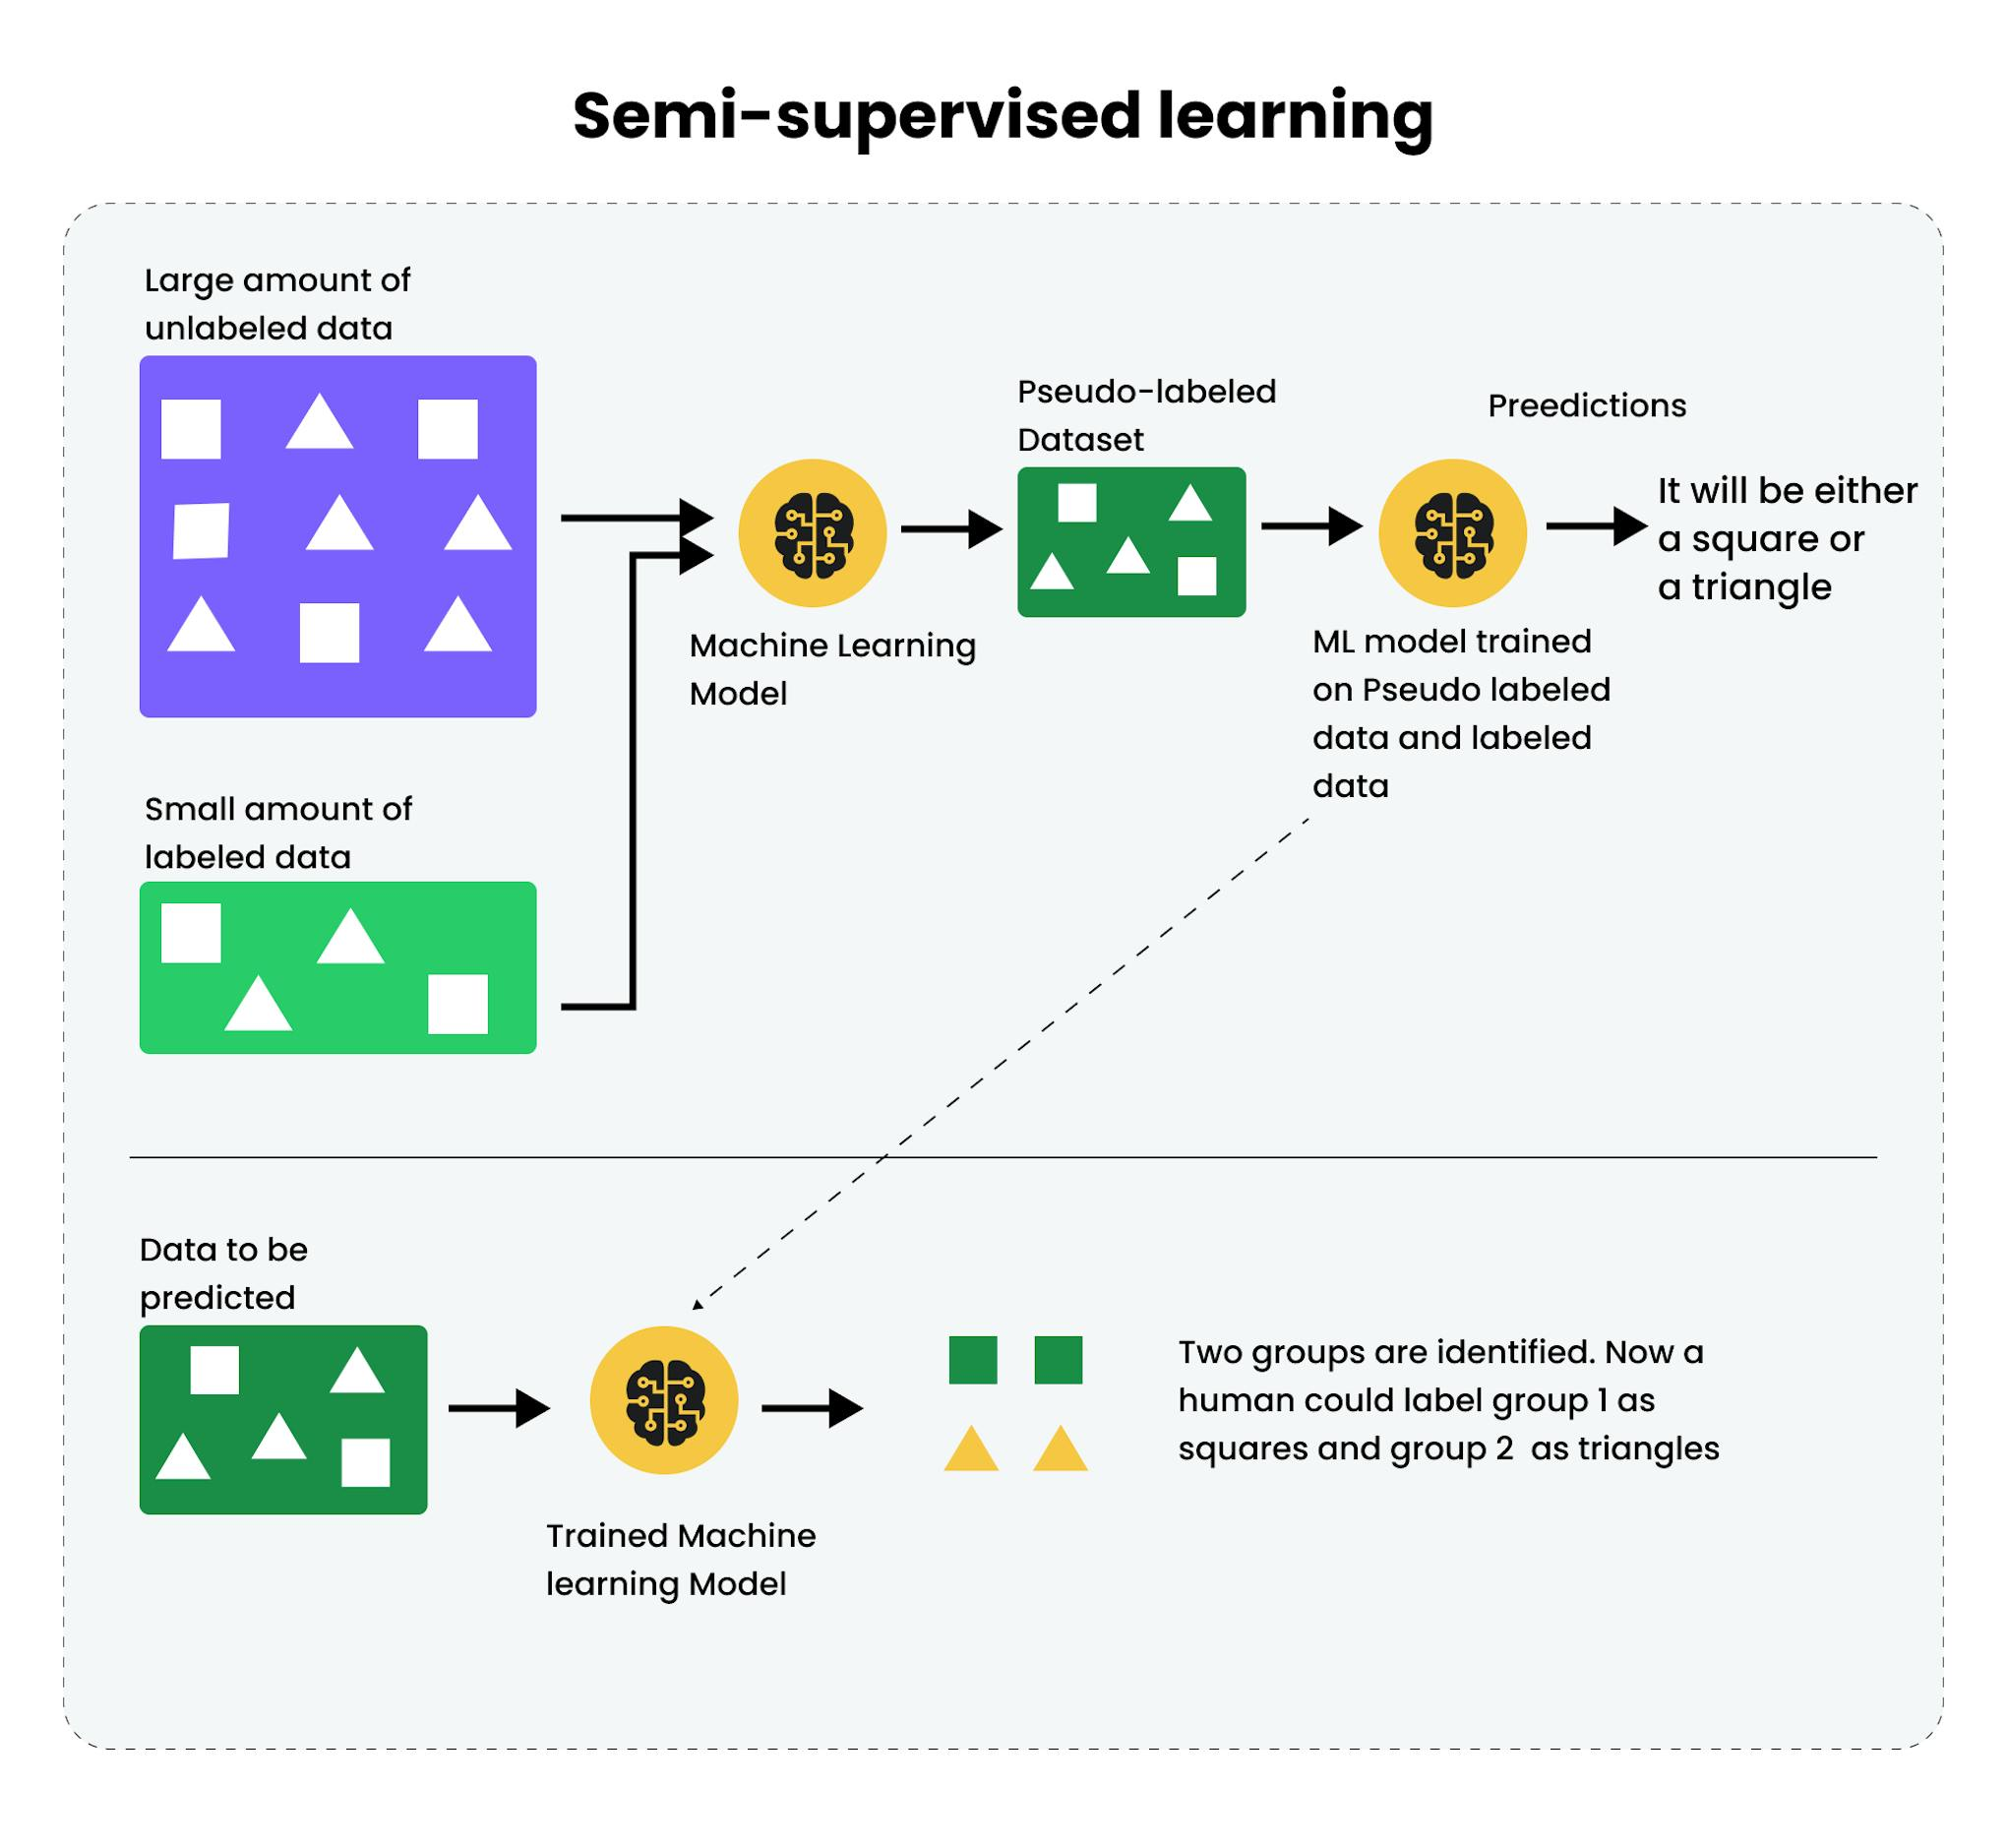 Semi-supervised learning
Large amount of
unlabeled data
Pseudo-labeled
Dataset
Preedictions
It will be either
a square or
a triangle
Machine Learning
Model
ML model trained
on Pseudo labeled
data and labeled
data
Small amount of
labeled data
Data to be
predicted
Two groups are identified. Now a
human could label group 1 as
squares and group 2  as triangles
Trained Machine
learning Model